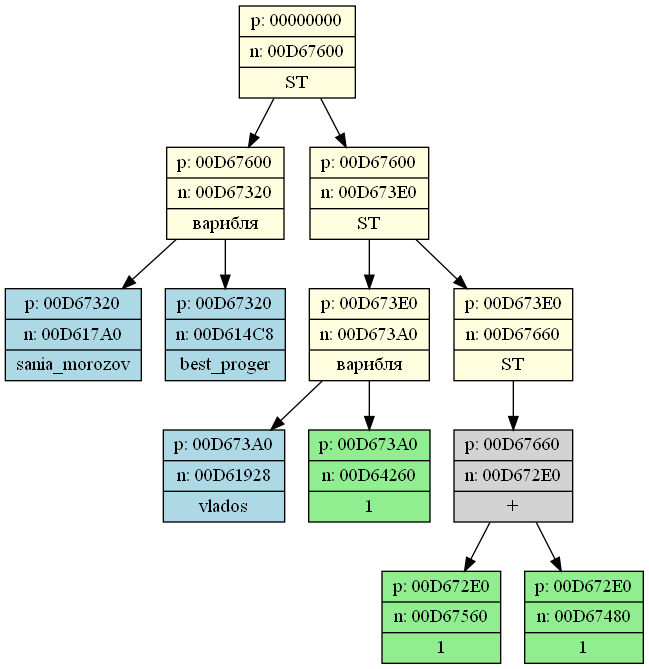 p: 00000000
n: 00D67600
ST
p: 00D67600
n: 00D67320
варибля
p: 00D67600
n: 00D673E0
ST
p: 00D67320
n: 00D617A0
sania_morozov
p: 00D67320
n: 00D614C8
best_proger
p: 00D673E0
n: 00D673A0
варибля
p: 00D673E0
n: 00D67660
ST
p: 00D673A0
n: 00D61928
vlados
p: 00D673A0
n: 00D64260
1
p: 00D67660
n: 00D672E0
+
p: 00D672E0
n: 00D67560
1
p: 00D672E0
n: 00D67480
1